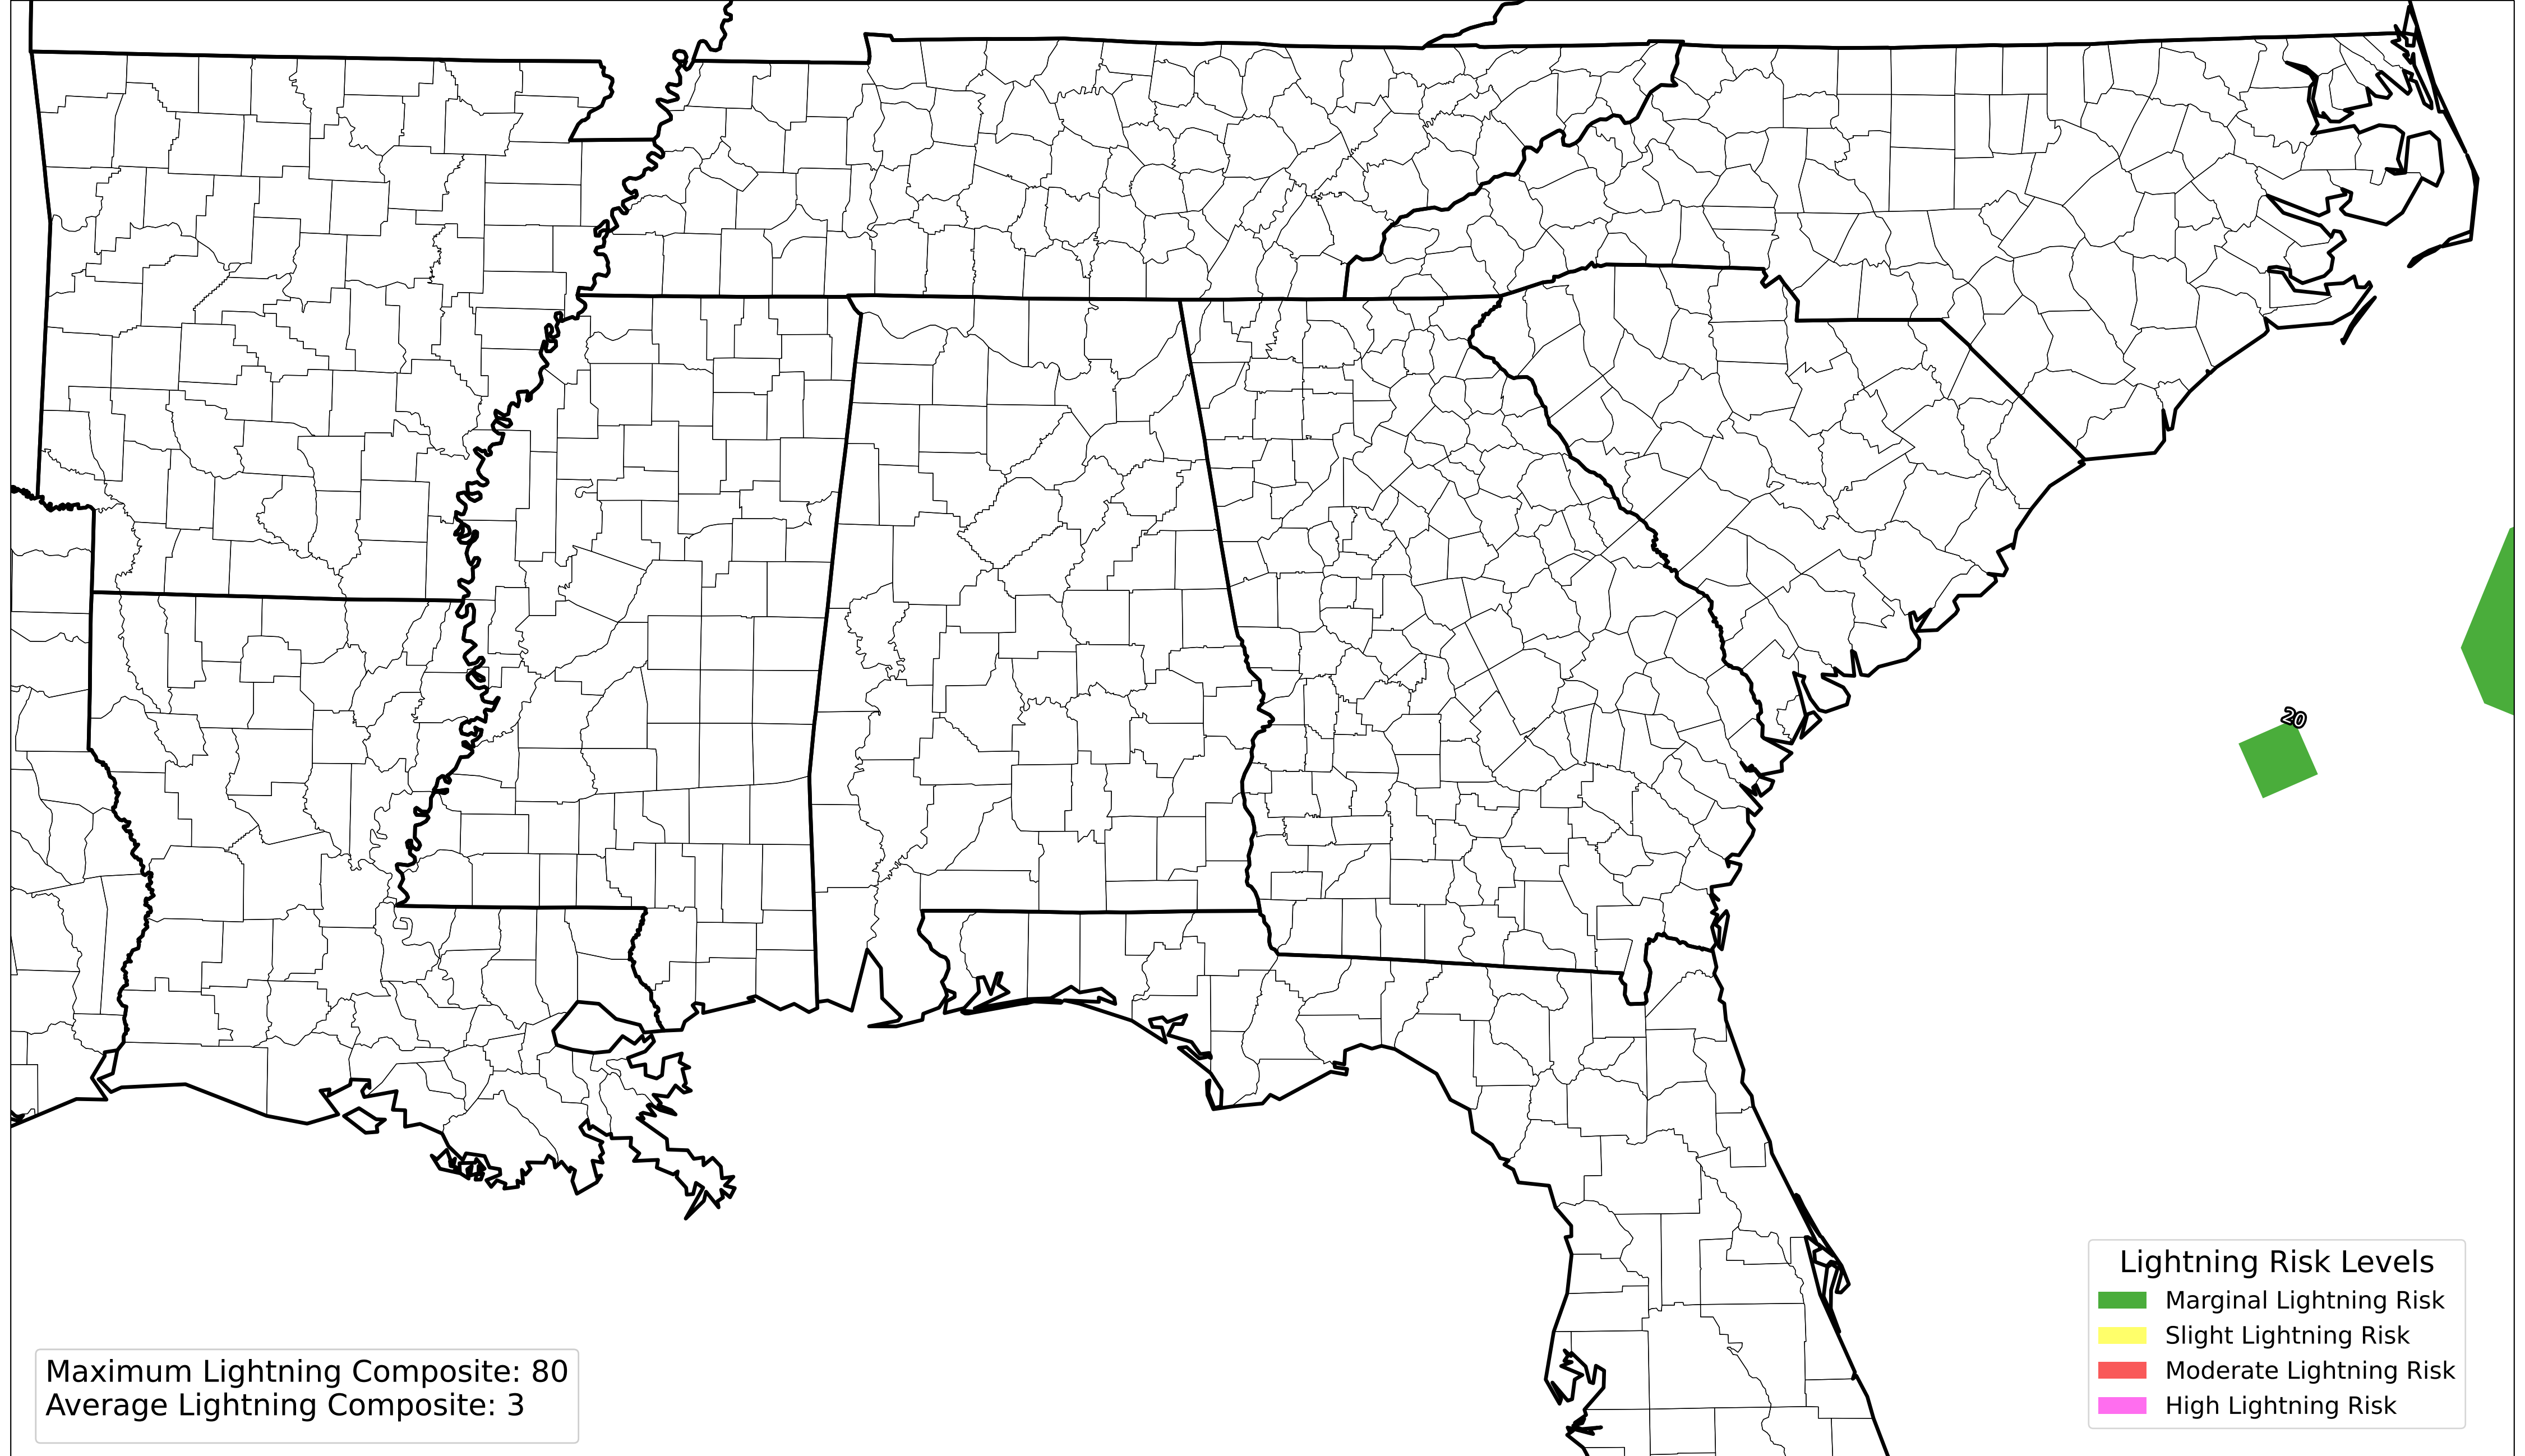 20
Lightning Risk Levels
Marginal Lightning Risk
Slight Lightning Risk
Moderate Lightning Risk
High Lightning Risk
Maximum Lightning Composite: 80
Average Lightning Composite: 3